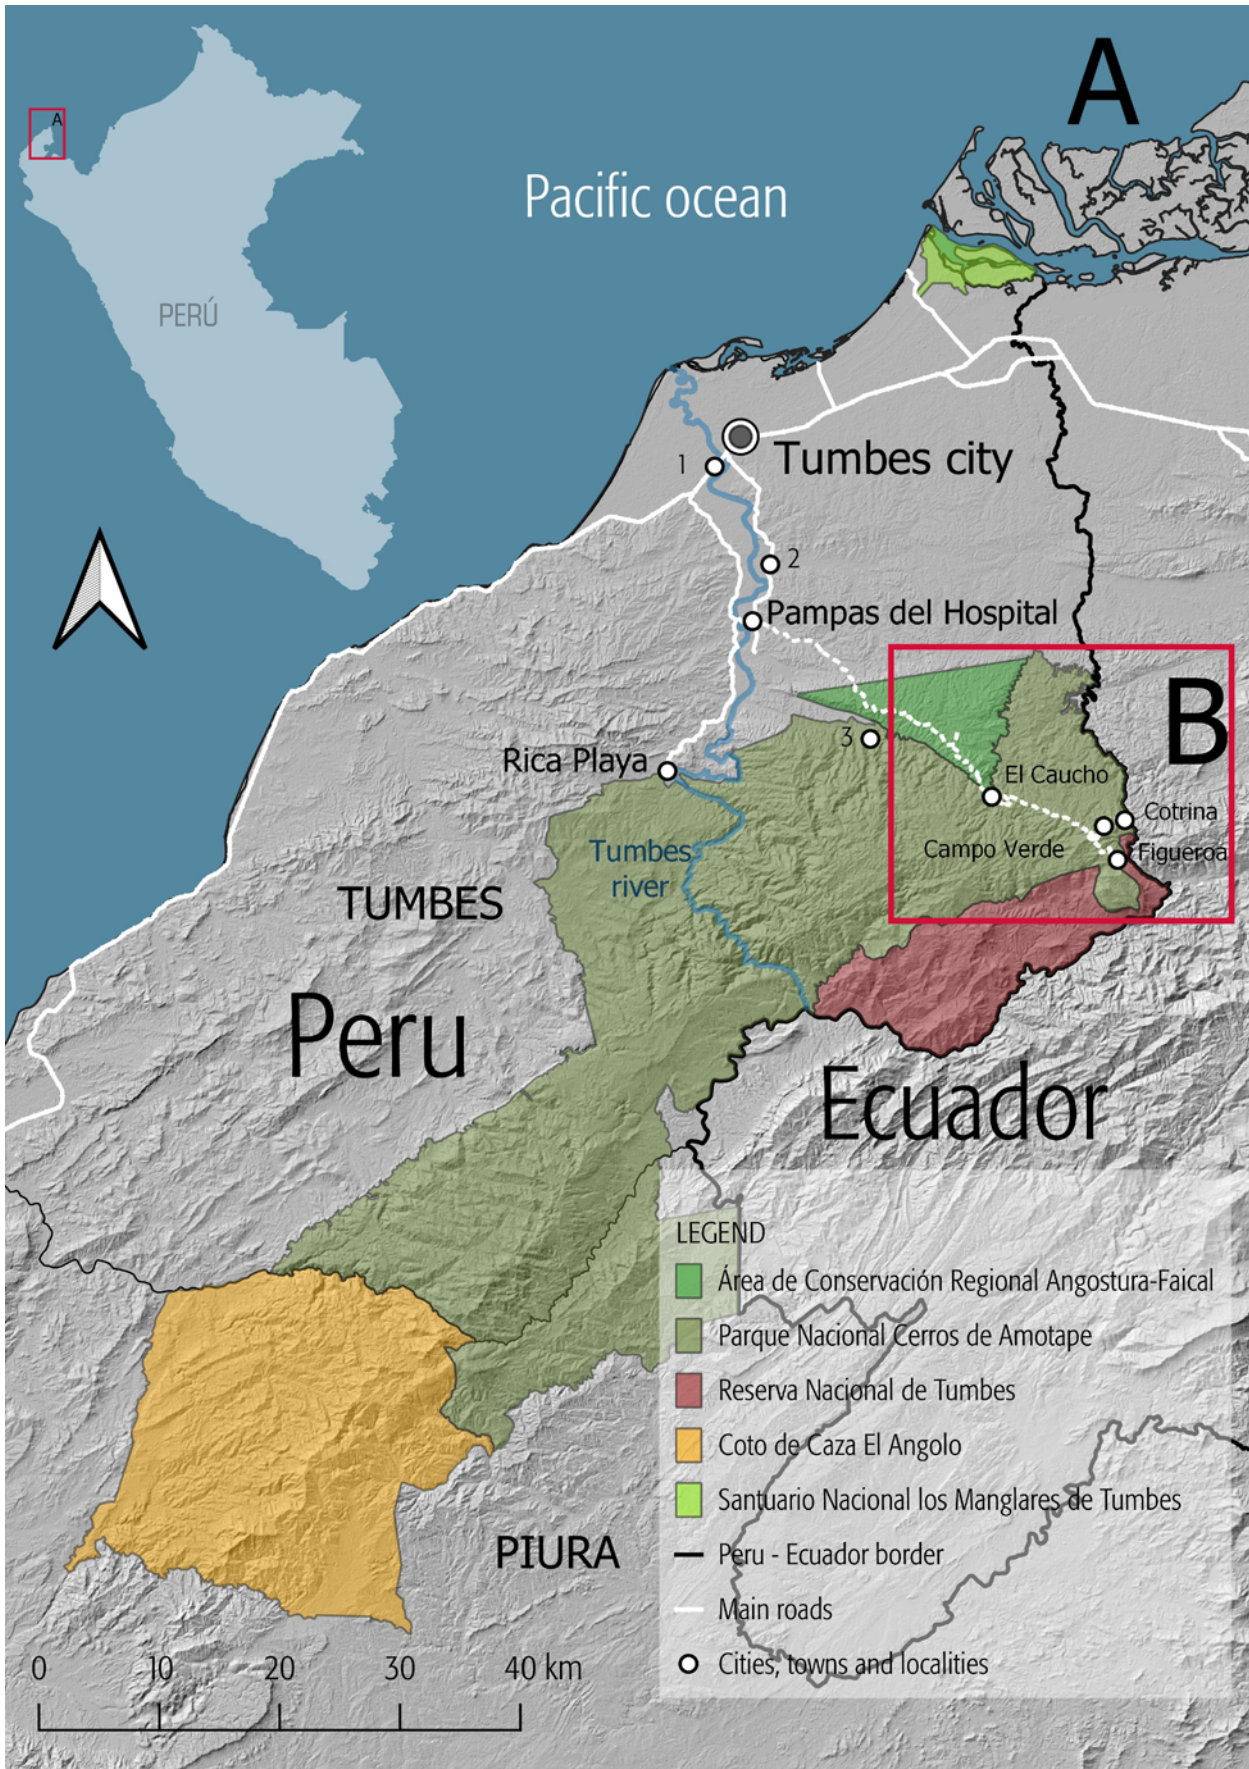 A
A
Pacific ocean
PERÚ
Tumbes city
1
2
Pampas del Hospital
B
3
Rica Playa
El Caucho
Cotrina
Campo Verde
Figueroa
Tumbes
river
TUMBES
Peru
Ecuador
LEGEND
Área de Conservación Regional Angostura-Faical
Parque Nacional Cerros de Amotape
Reserva Nacional de Tumbes
Coto de Caza El Angolo
Santuario Nacional los Manglares de Tumbes
Peru - Ecuador border
Main roads
Cities, towns and localities
PIURA
0 10 20 30 40 km